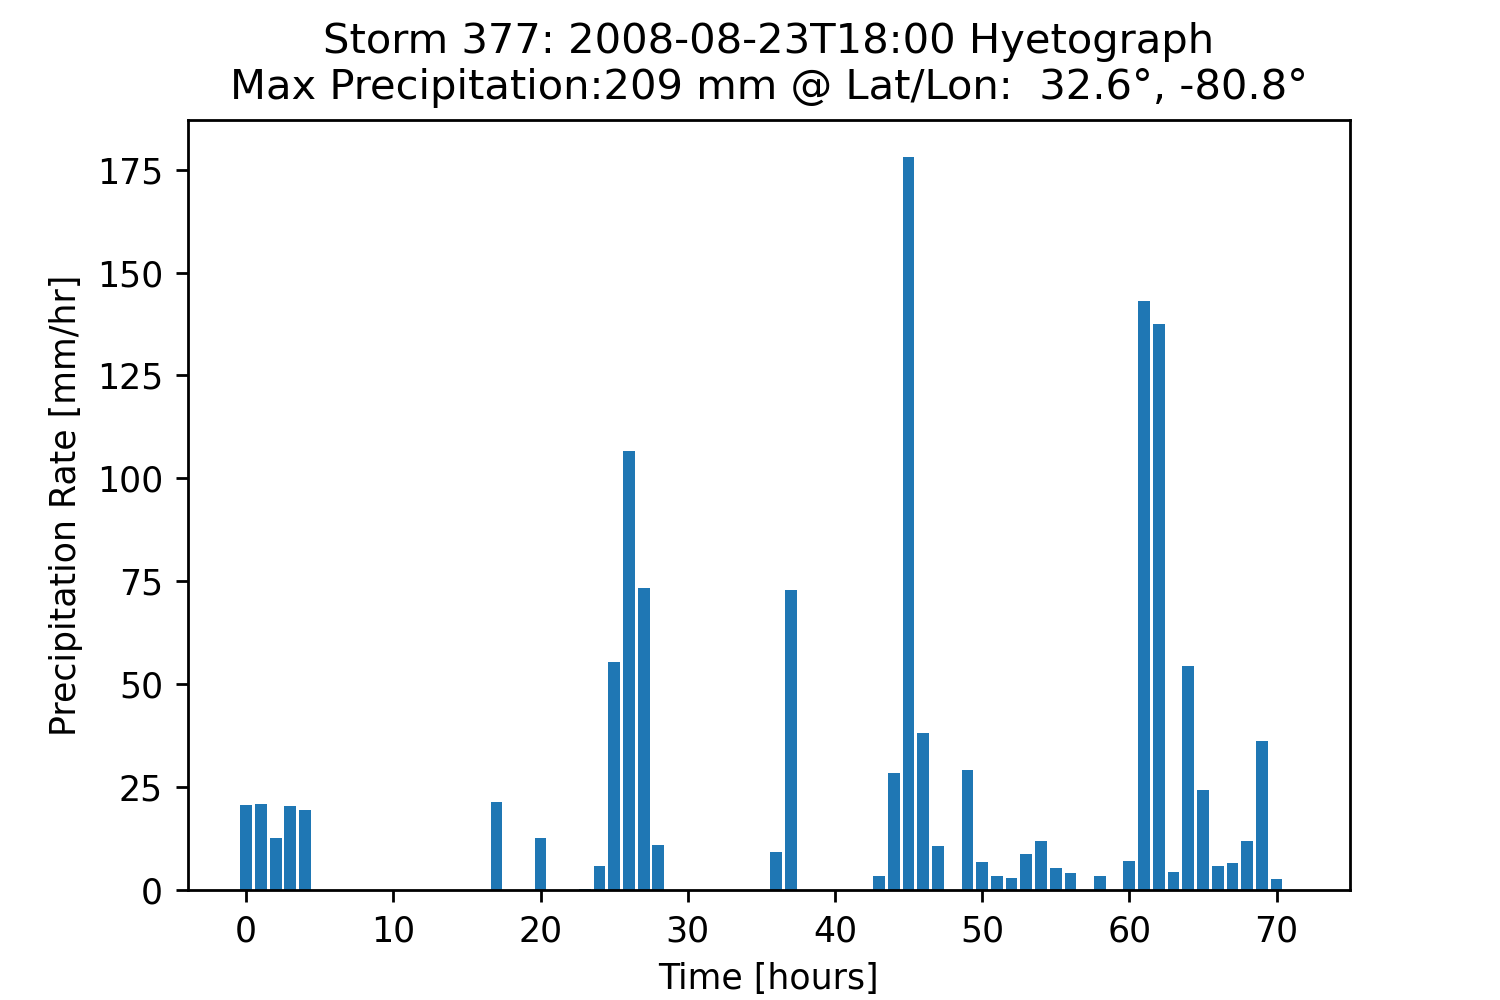 Storm 377: 2008-08-23T18:00 Hyetograph
Max Precipitation:209 mm @ Lat/Lon:  32.6°, -80.8°
175
150
125
100
75
50
25
0
Precipitation Rate [mm/hr]
0 10 20 30 40 50 60 70
Time [hours]